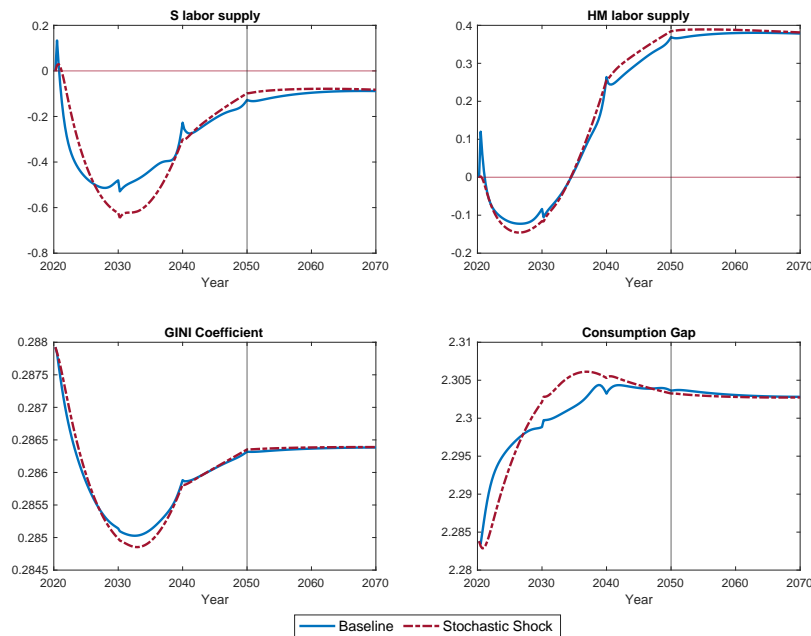 S labor supply
0.2
0
-0.2
-0.4
-0.6
-0.8
2020 2030 2040 2050 2060 2070
Year
HM labor supply
0.4
0.3
0.2
0.1
0
-0.1
-0.2
2020 2030 2040 2050 2060 2070
Year
GINI Coefficient
0.288
0.2875
0.287
0.2865
0.286
0.2855
0.285
0.2845
2020 2030 2040 2050 2060 2070
Year
Consumption Gap
2.31
2.305
2.3
2.295
2.29
2.285
2.28
2020 2030 2040 2050 2060 2070
Year
Baseline Stochastic Shock